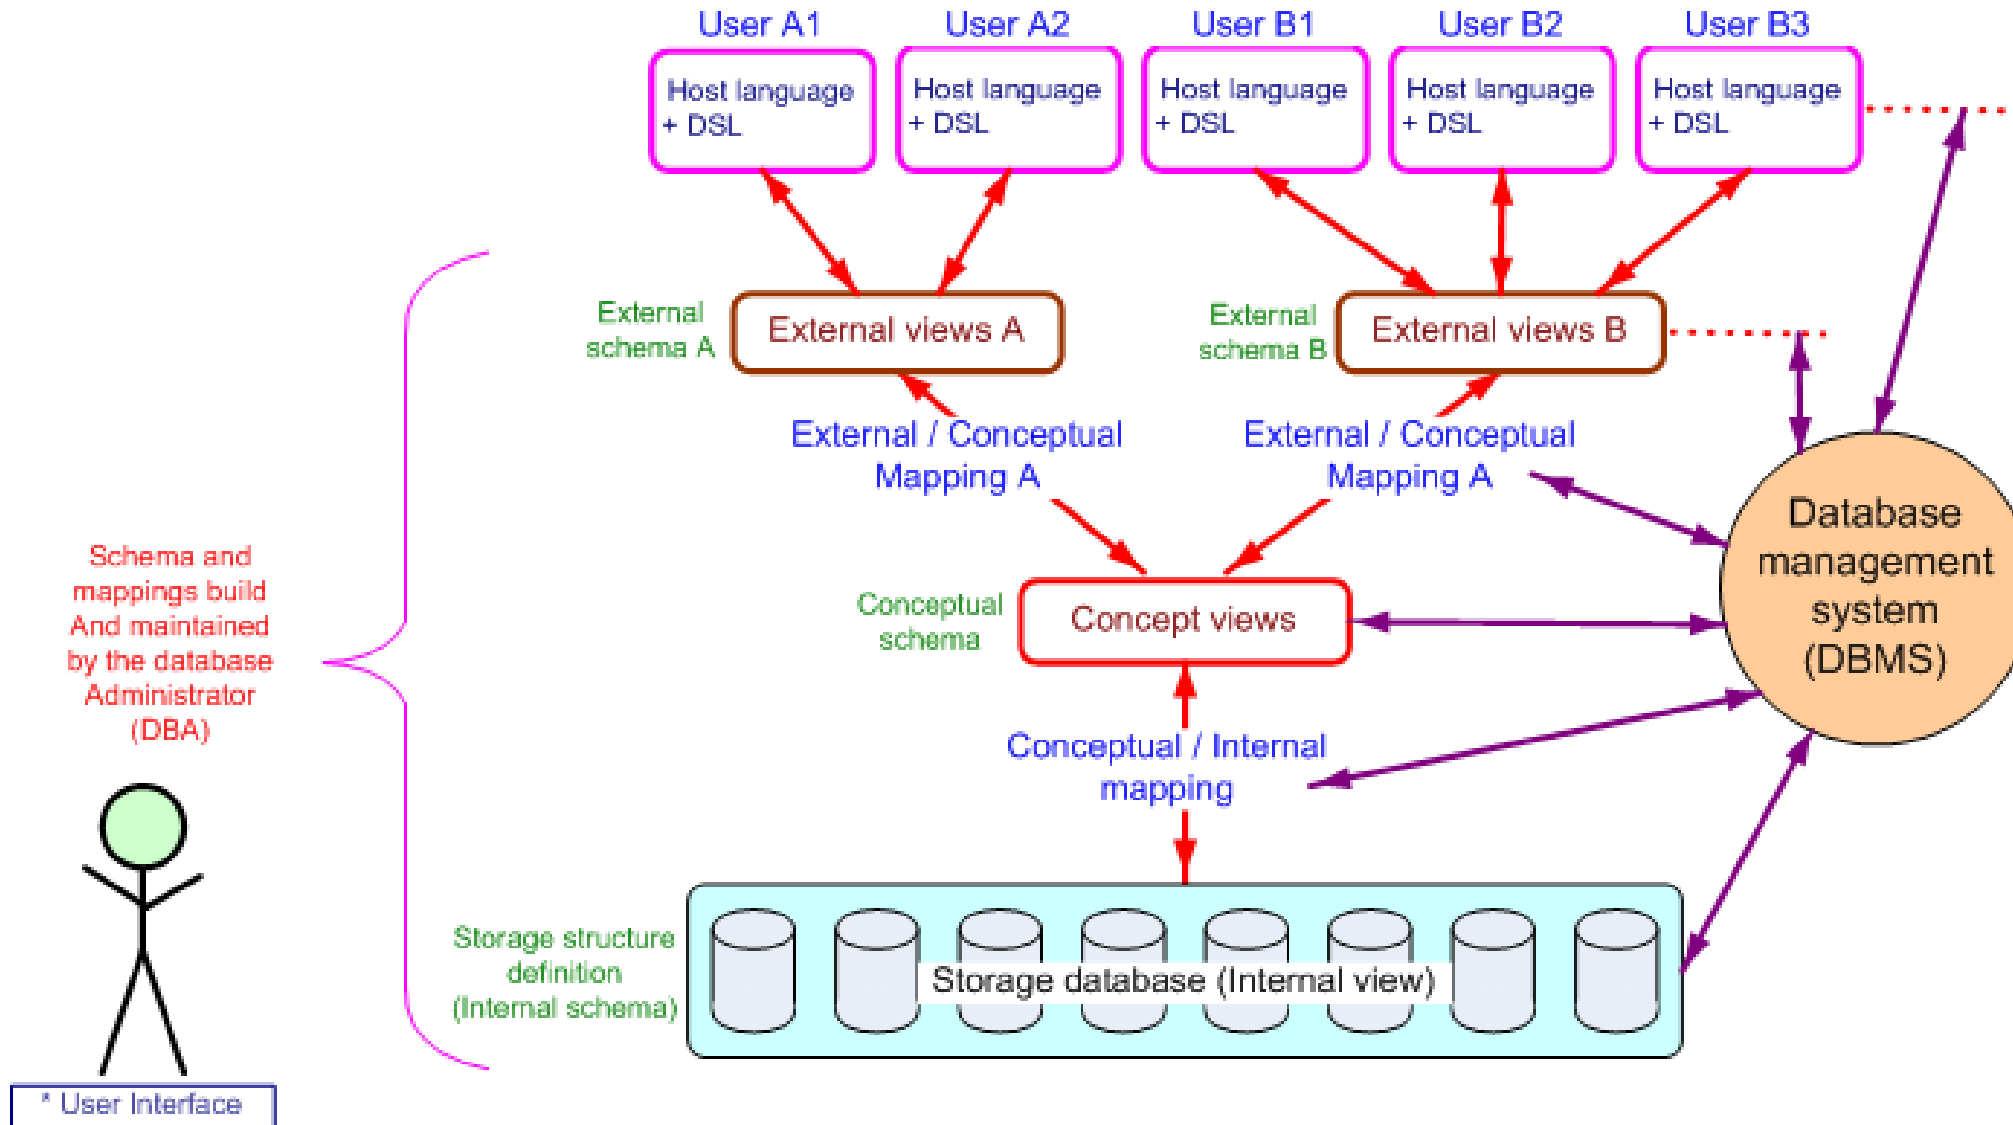 User A1
User A2
User B1
User B2
User B3
Host language
+ DSL
Host language
+ DSL
Host language
+ DSL
Host language
+ DSL
Host language
+ DSL
External
schema A
External views A
External
schema B
External views B
External / Conceptual
Mapping A
External / Conceptual
Mapping A
Database
management
system
(DBMS)
Schema and
mappings build
And maintained
by the database
Administrator
(DBA)
Conceptual
schema
Concept views
Conceptual / Internal
mapping
Storage structure
definition
(Internal schema)
Storage database (Internal view)
* User Interface